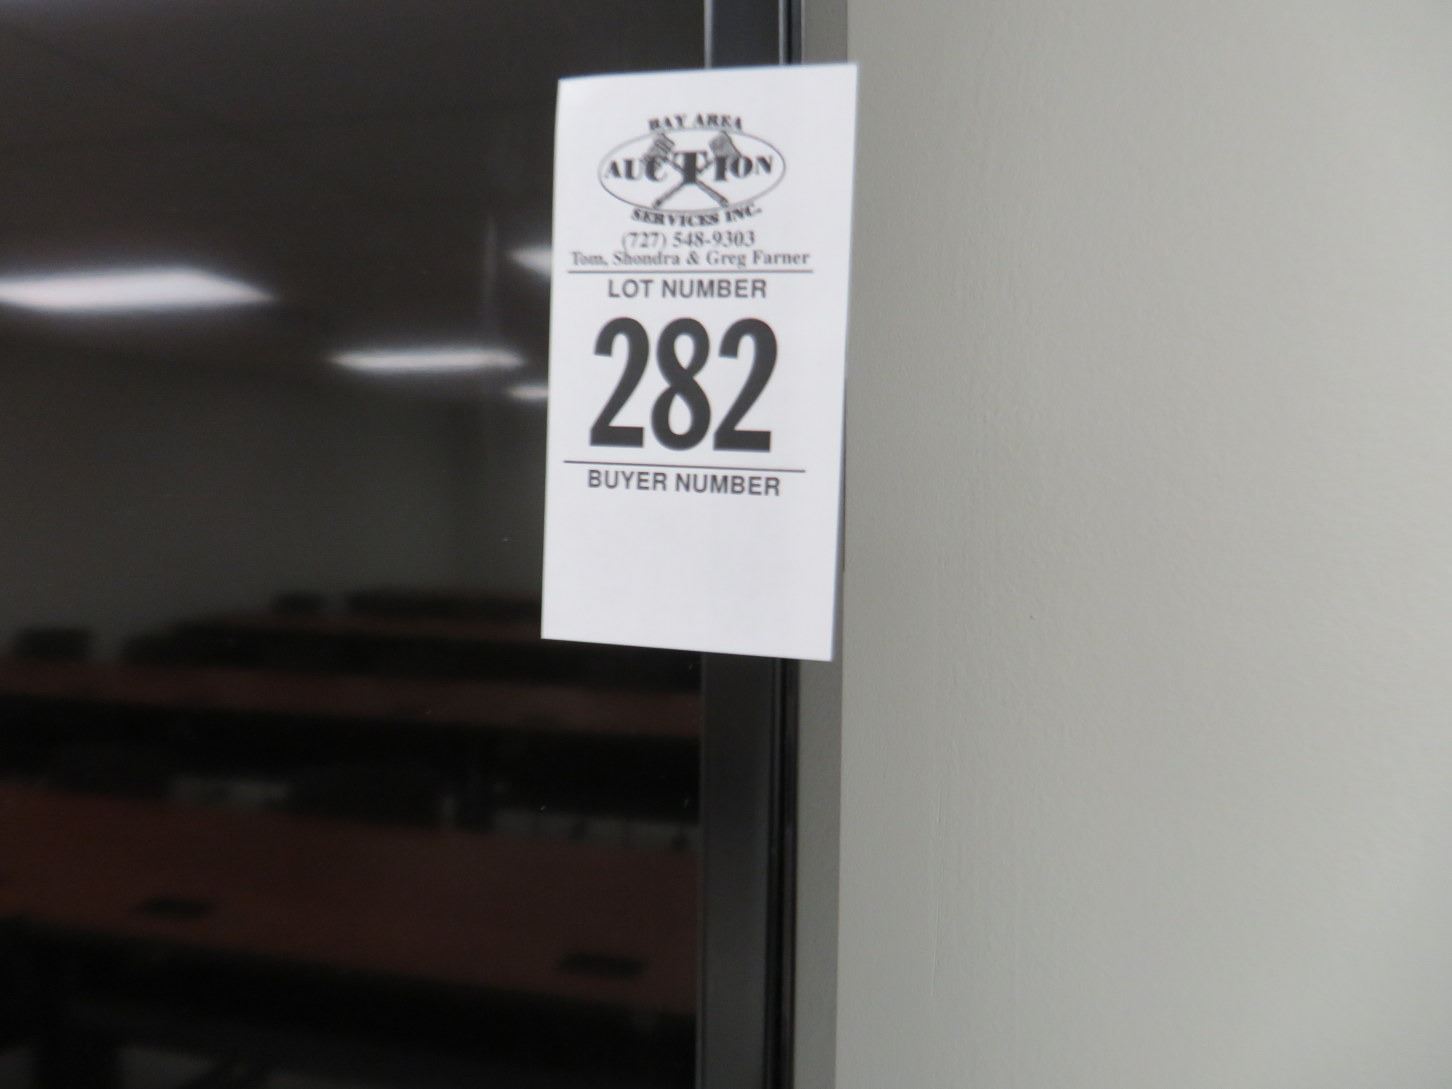 BAY AREA
AUCTION
SERVICES INC.
(727) 548-9303
Tom, Shondra & Greg Farner
LOT NUMBER
282
BUYER NUMBER